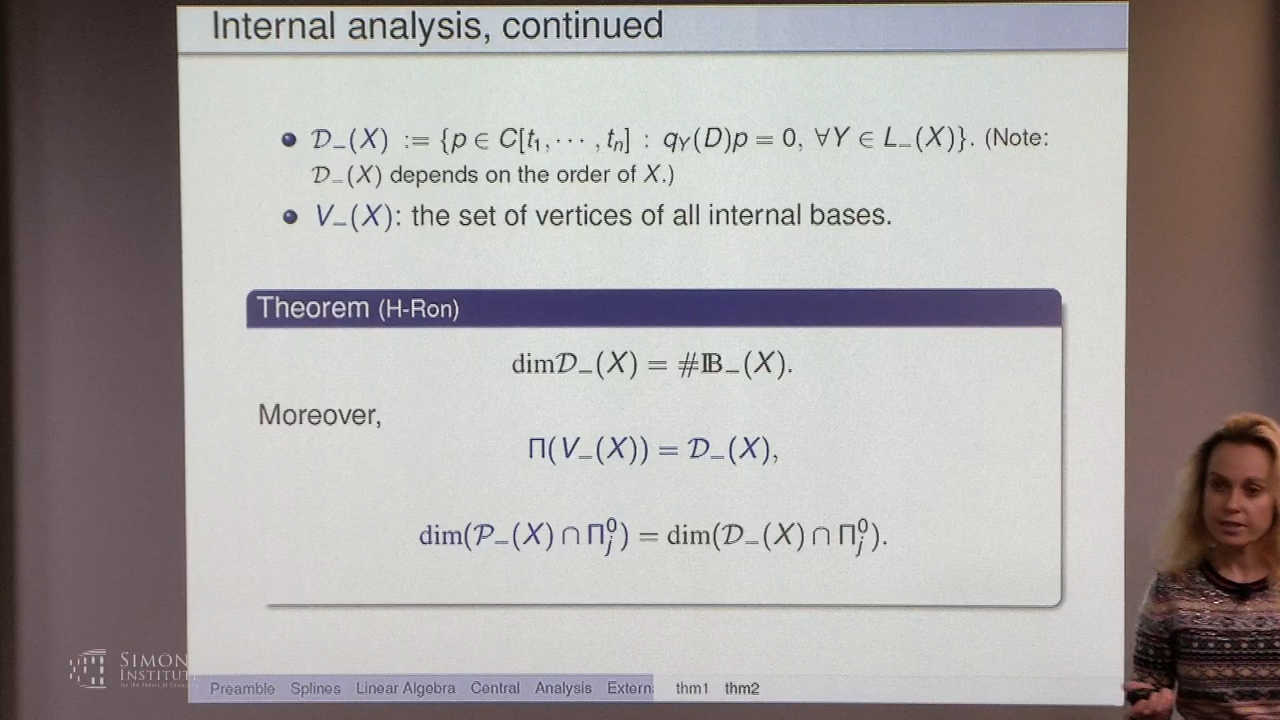 Internal analysis, continued
𝒟₋(X) := {p ∈ C[t₁, ⋯ , tₙ] : q_Y(D)p = 0, ∀Y ∈ L₋(X)}. (Note:
𝒟₋(X) depends on the order of X.)
V₋(X): the set of vertices of all internal bases.
Theorem (H-Ron)
dim𝒟₋(X) = #𝔹₋(X).
Moreover,
Π(V₋(X)) = 𝒟₋(X),
dim(𝒫₋(X) ∩ Π⁰ⱼ) = dim(𝒟₋(X) ∩ Π⁰ⱼ).
SIMON
INSTITUT
Preamble Splines Linear Algebra Central Analysis Extern thm1 thm2